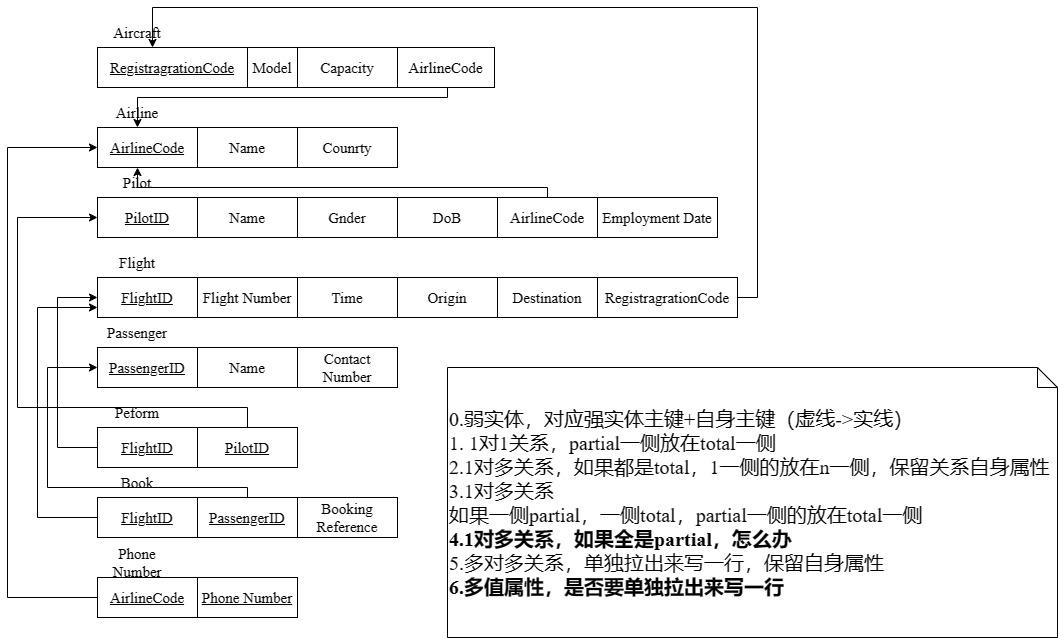 Aircraft
RegistragrationCode Model Capacity AirlineCode
Airline
AirlineCode Name Counrty
Pilot
PilotID Name Gnder DoB AirlineCode Employment Date
Flight
FlightID Flight Number Time Origin Destination RegistragrationCode
Passenger
PassengerID Name Contact Number
Peform
FlightID PilotID
Book
FlightID PassengerID Booking Reference
Phone
Number
AirlineCode Phone Number
0.弱实体，对应强实体主键+自身主键（虚线->实线）
1. 1对1关系，partial一侧放在total一侧
2.1对多关系，如果都是total，1一侧的放在n一侧，保留关系自身属性
3.1对多关系
如果一侧partial，一侧total，partial一侧的放在total一侧
4.1对多关系，如果全是partial，怎么办
5.多对多关系，单独拉出来写一行，保留自身属性
6.多值属性，是否要单独拉出来写一行